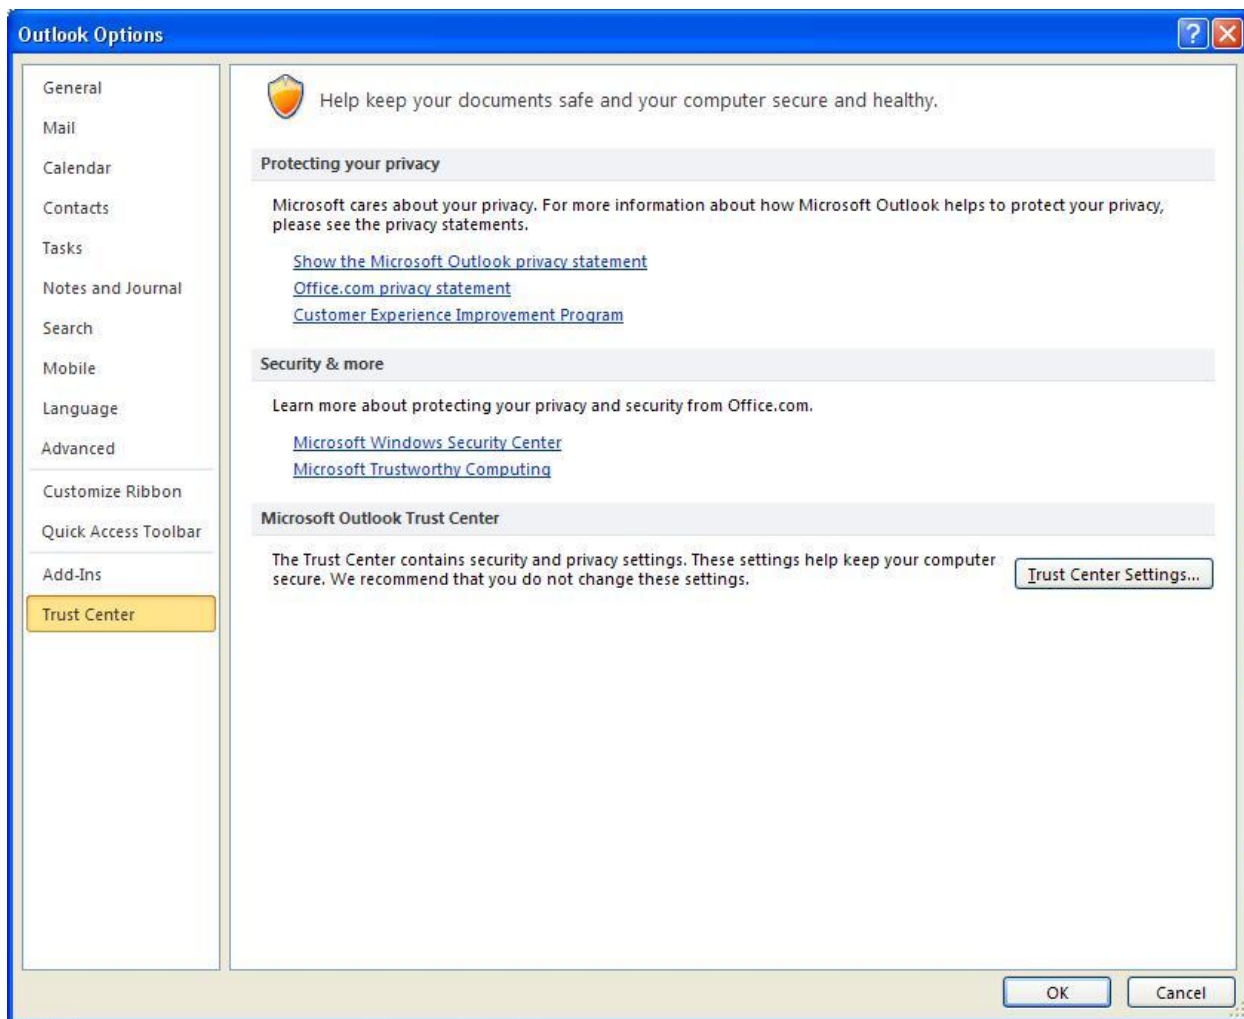 Outlook Options
General
Mail
Calendar
Contacts
Tasks
Notes and Journal
Search
Mobile
Language
Advanced
Customize Ribbon
Quick Access Toolbar
Add-Ins
Trust Center
Help keep your documents safe and your computer secure and healthy.
Protecting your privacy
Microsoft cares about your privacy. For more information about how Microsoft Outlook helps to protect your privacy,
please see the privacy statements.
Show the Microsoft Outlook privacy statement
Office.com privacy statement
Customer Experience Improvement Program
Security & more
Learn more about protecting your privacy and security from Office.com.
Microsoft Windows Security Center
Microsoft Trustworthy Computing
Microsoft Outlook Trust Center
The Trust Center contains security and privacy settings. These settings help keep your computer
secure. We recommend that you do not change these settings.
Trust Center Settings...
OK
Cancel